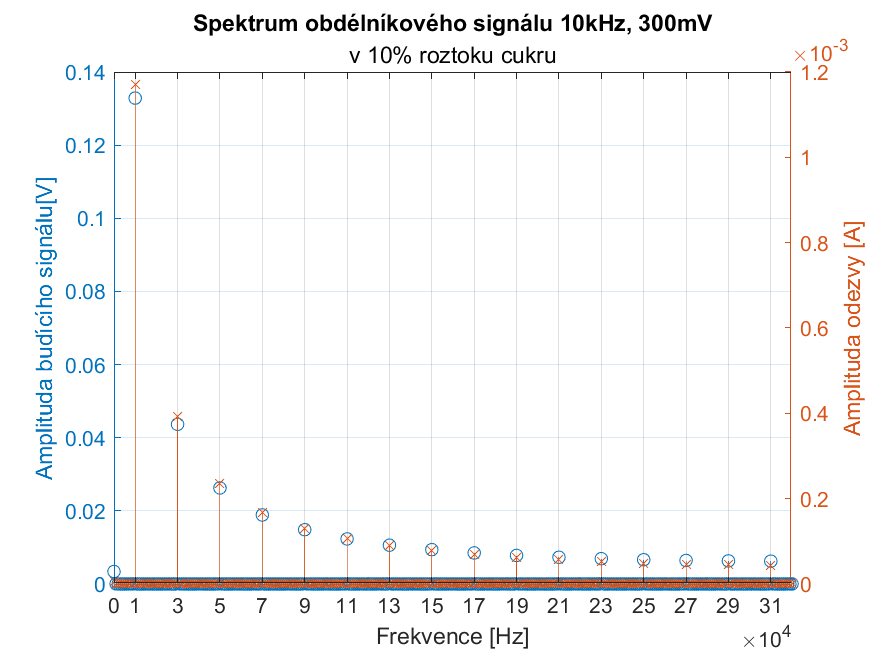 Spektrum obdélníkového signálu 10kHz, 300mV
v 10% roztoku cukru
×10-3
0.14
0.12
0.1
0.08
0.06
0.04
0.02
0
Amplituda budícího signálu[V]
1.2
1
0.8
0.6
0.4
0.2
0
Amplituda odezvy [A]
0 1 3 5 7 9 11 13 15 17 19 21 23 25 27 29 31
Frekvence [Hz]
×104